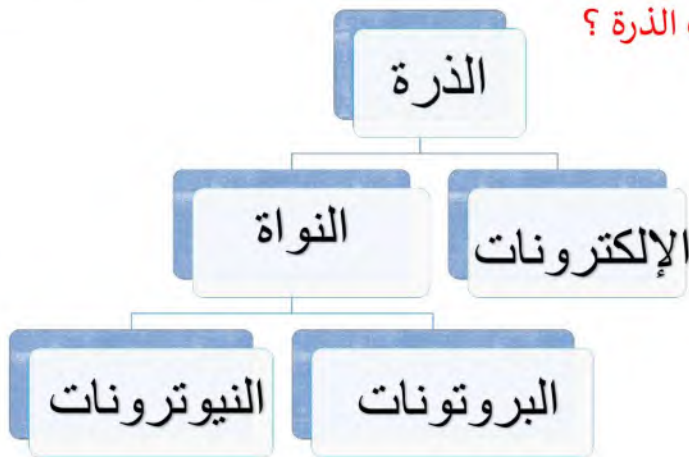 الذرة ؟
الذرة
الإلكترونات
النواة
البروتونات
النيوترونات